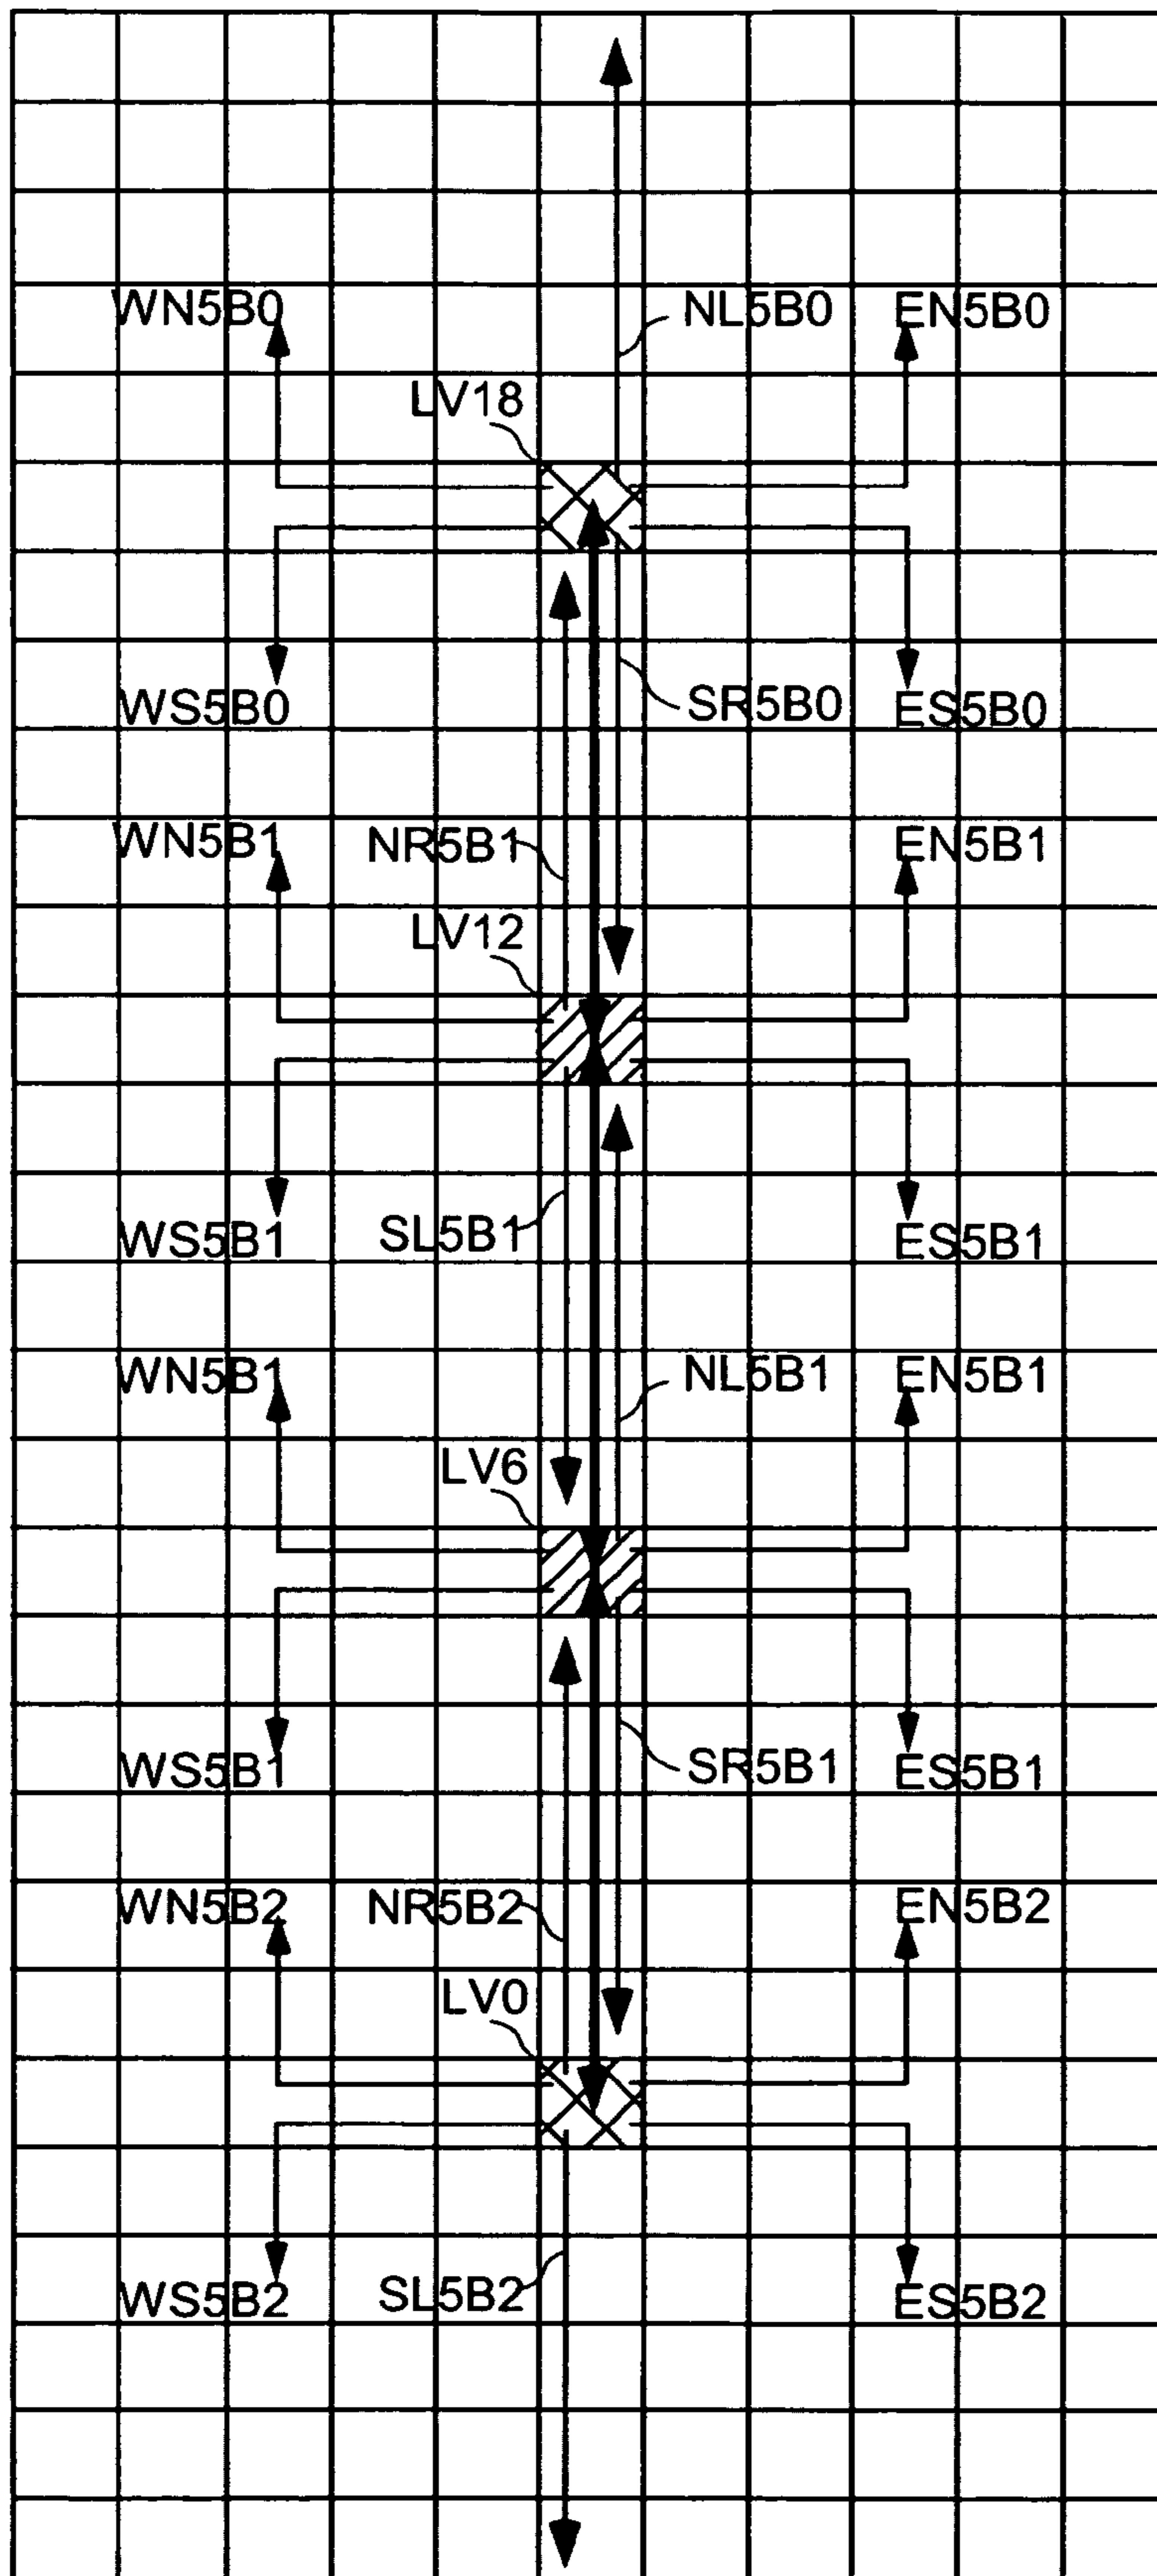 WN5B0
NL5B0
EN5B0
LV18
WS5B0
SR5B0
ES5B0
WN5B1
NR5B1
EN5B1
LV12
WS5B1
SL5B1
ES5B1
WN5B1
NL5B1
EN5B1
LV6
WS5B1
SR5B1
ES5B1
WN5B2
NR5B2
EN5B2
LV0
WS5B2
SL5B2
ES5B2